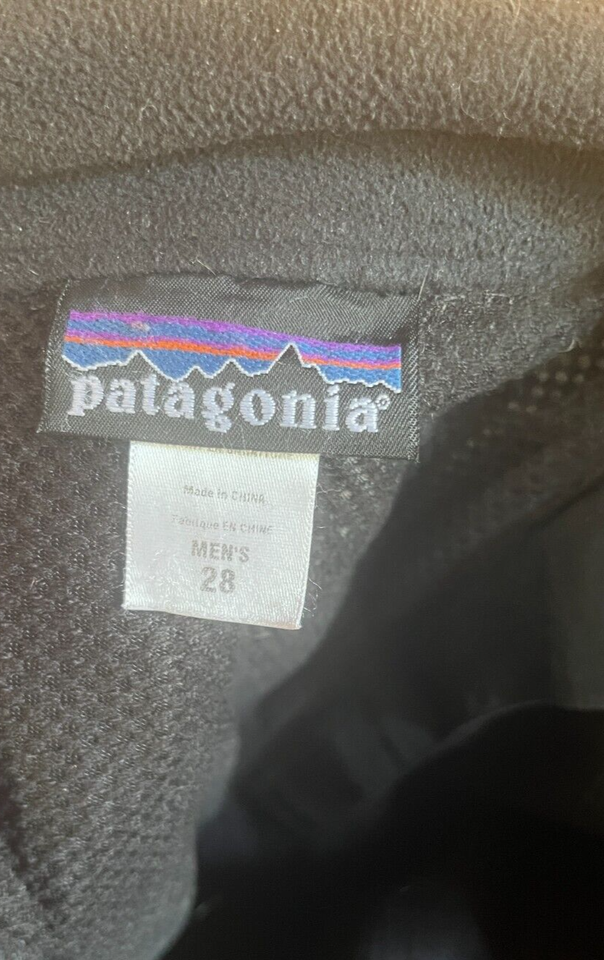 patagonia®
Made in CHINA
Fabriqué EN CHINE
MEN'S
28